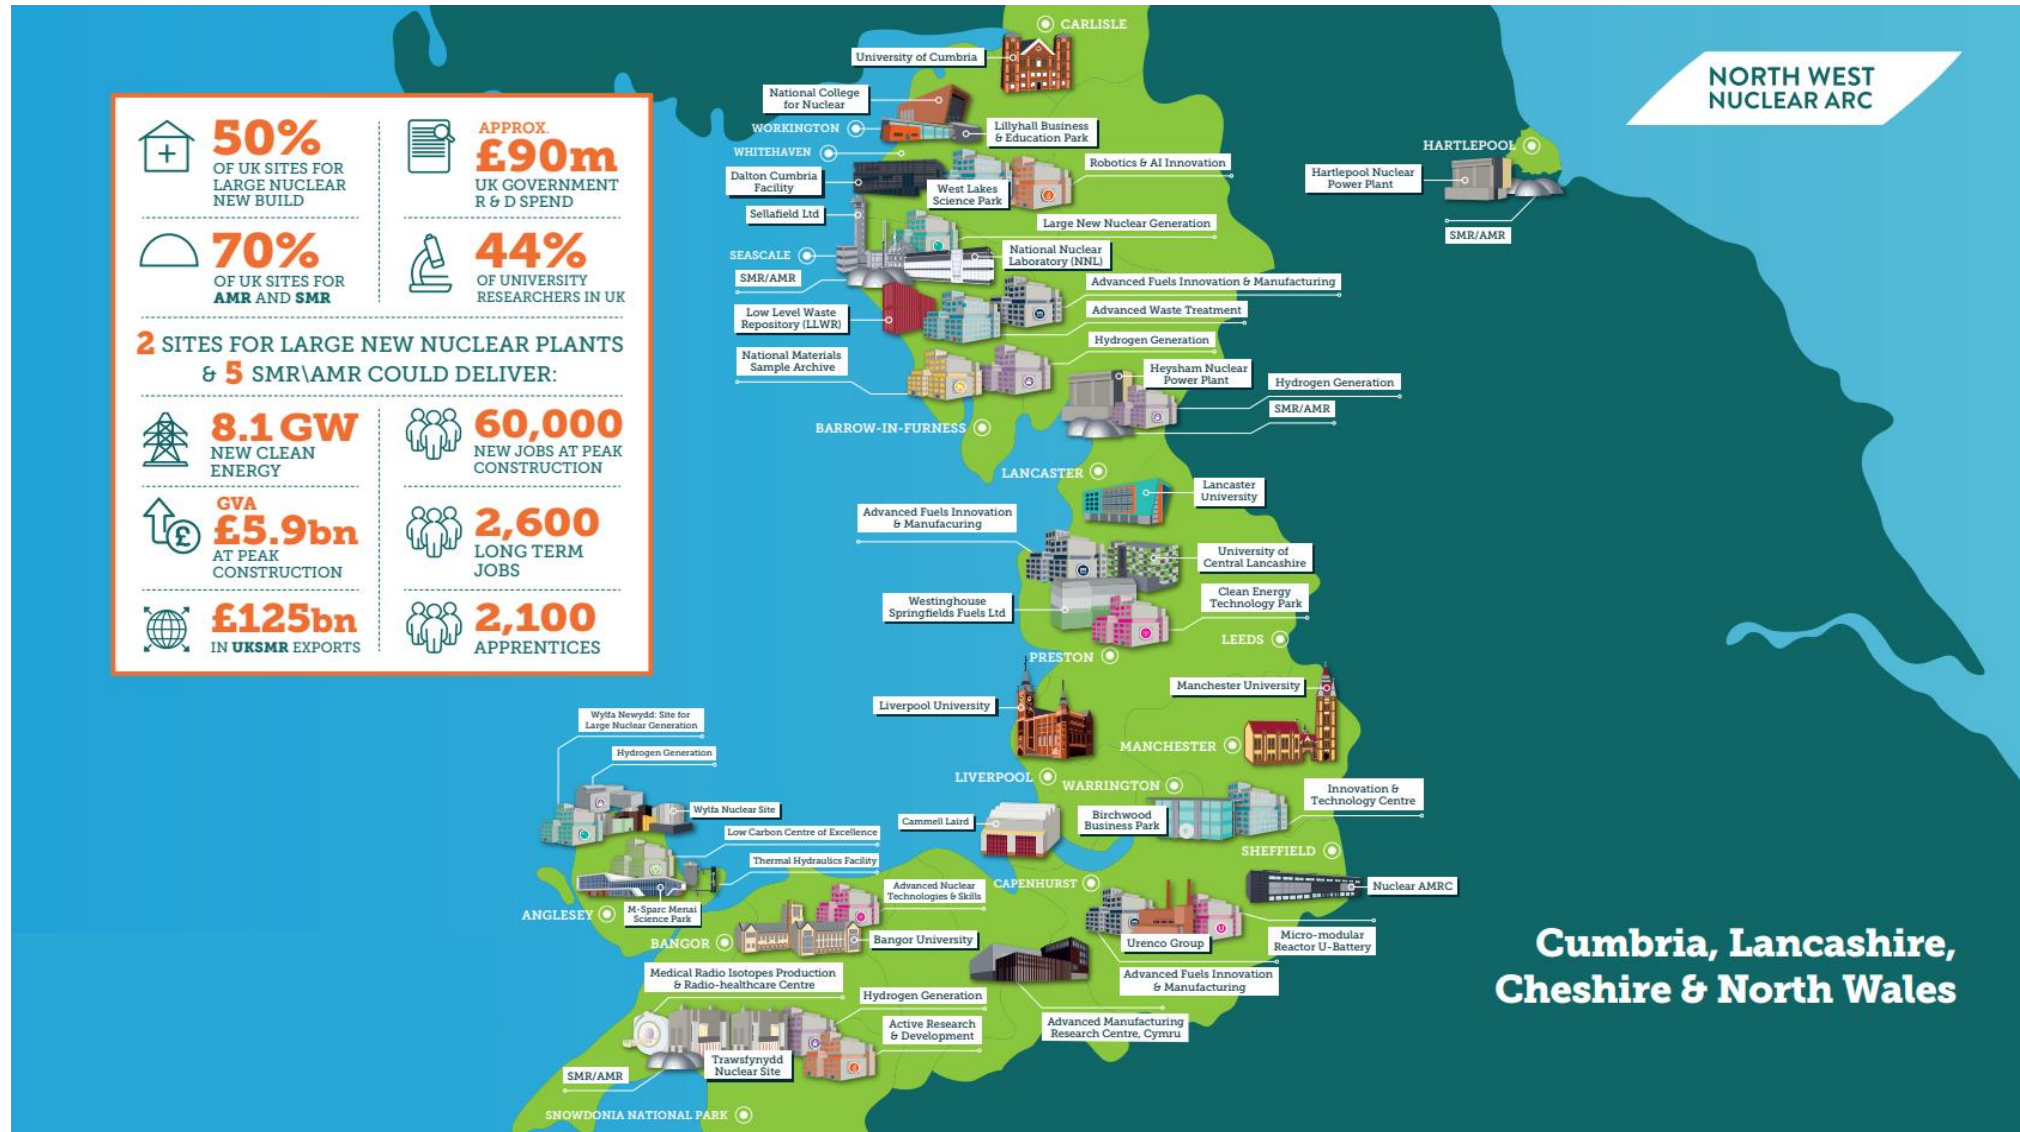 NORTH WEST
NUCLEAR ARC
50%
OF UK SITES FOR
LARGE NUCLEAR
NEW BUILD
APPROX.
£90m
UK GOVERNMENT
R & D SPEND
70%
OF UK SITES FOR
AMR AND SMR
44%
OF UNIVERSITY
RESEARCHERS IN UK
2 SITES FOR LARGE NEW NUCLEAR PLANTS
& 5 SMR\AMR COULD DELIVER:
8.1 GW
NEW CLEAN
ENERGY
60,000
NEW JOBS AT PEAK
CONSTRUCTION
GVA
£5.9bn
AT PEAK
CONSTRUCTION
2,600
LONG TERM
JOBS
£125bn
IN UKSMR EXPORTS
2,100
APPRENTICES
CARLISLE
University of Cumbria
National College
for Nuclear
WORKINGTON
Lillyhall Business
& Education Park
WHITEHAVEN
Robotics & AI Innovation
Dalton Cumbria
Facility
West Lakes
Science Park
Sellafield Ltd
Large New Nuclear Generation
SEASCALE
National Nuclear
Laboratory (NNL)
SMR/AMR
Advanced Fuels Innovation & Manufacturing
Low Level Waste
Repository (LLWR)
Advanced Waste Treatment
Hydrogen Generation
National Materials
Sample Archive
Heysham Nuclear
Power Plant
Hydrogen Generation
SMR/AMR
BARROW-IN-FURNESS
HARTLEPOOL
Hartlepool Nuclear
Power Plant
SMR/AMR
LANCASTER
Lancaster
University
Advanced Fuels Innovation
& Manufacuring
University of
Central Lancashire
Westinghouse
Springfields Fuels Ltd
Clean Energy
Technology Park
LEEDS
PRESTON
Manchester University
Liverpool University
MANCHESTER
LIVERPOOL
WARRINGTON
Innovation &
Technology Centre
Cammell Laird
Birchwood
Business Park
SHEFFIELD
Nuclear AMRC
CAPENHURST
Urenco Group
Micro-modular
Reactor U-Battery
Advanced Fuels Innovation
& Manufacturing
Advanced Manufacturing
Research Centre, Cymru
Wylfa Newydd: Site for
Large Nuclear Generation
Hydrogen Generation
Wylfa Nuclear Site
Low Carbon Centre of Excellence
Thermal Hydraulics Facility
Advanced Nuclear
Technologies & Skills
ANGLESEY
M-Sparc Menai
Science Park
BANGOR
Bangor University
Medical Radio Isotopes Production
& Radio-healthcare Centre
Hydrogen Generation
Active Research
& Development
Trawsfynydd
Nuclear Site
SMR/AMR
SNOWDONIA NATIONAL PARK
Cumbria, Lancashire,
Cheshire & North Wales